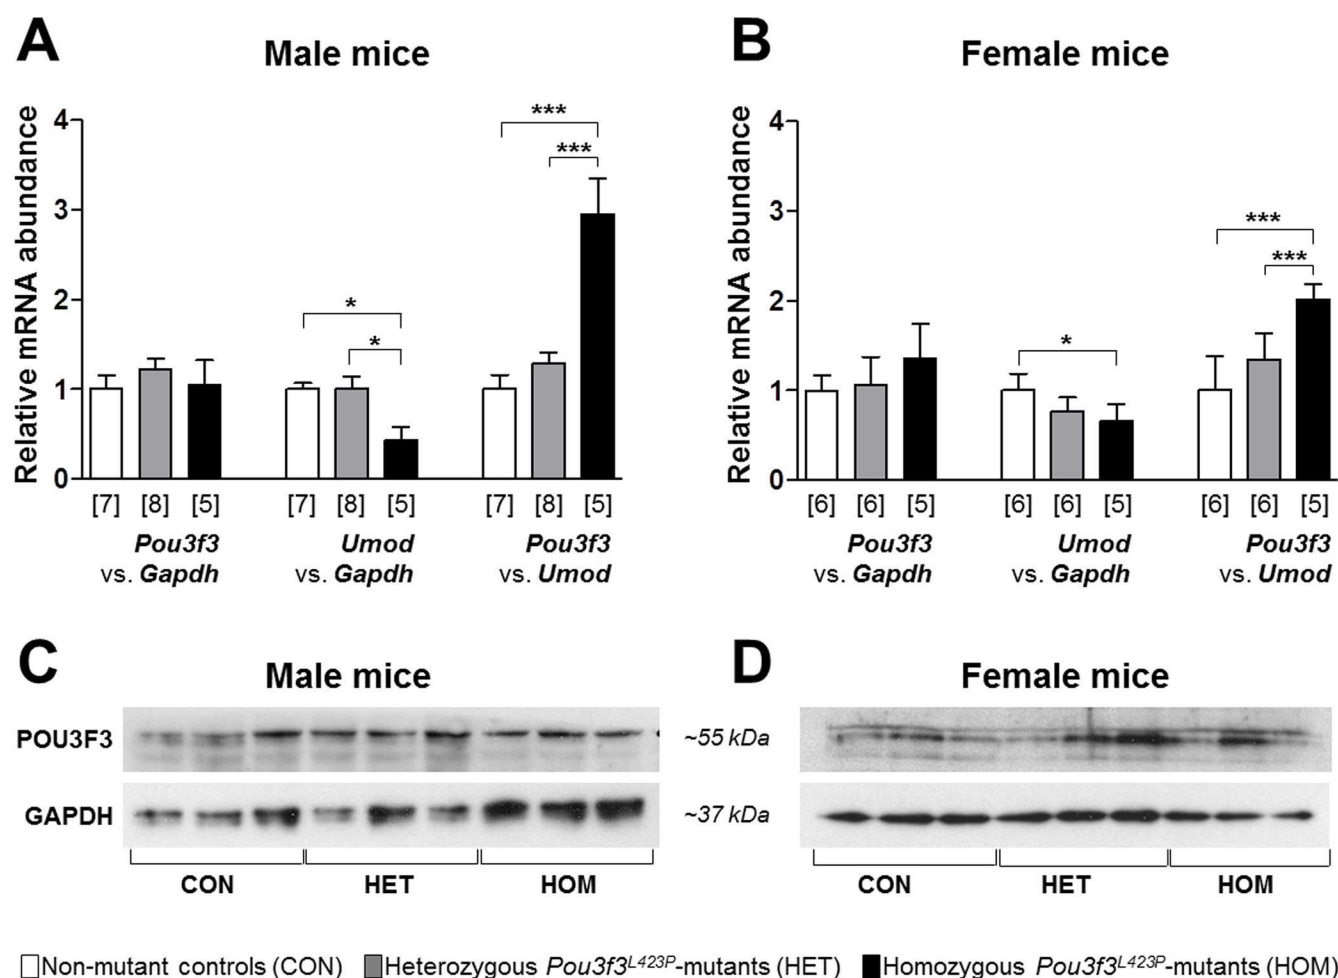 A
Male mice
Relative mRNA abundance
4
3
2
1
0
***
***
*
*
[7] [8] [5] [7] [8] [5] [7] [8] [5]
Pou3f3 Umod Pou3f3
vs. Gapdh vs. Gapdh vs. Umod
B
Female mice
Relative mRNA abundance
4
3
2
1
0
***
***
*
[6] [6] [5] [6] [6] [5] [6] [6] [5]
Pou3f3 Umod Pou3f3
vs. Gapdh vs. Gapdh vs. Umod
C
Male mice
D
Female mice
POU3F3 ~55 kDa
GAPDH ~37 kDa
CON HET HOM CON HET HOM
Non-mutant controls (CON) Heterozygous Pou3f3L423P-mutants (HET) Homozygous Pou3f3L423P-mutants (HOM)